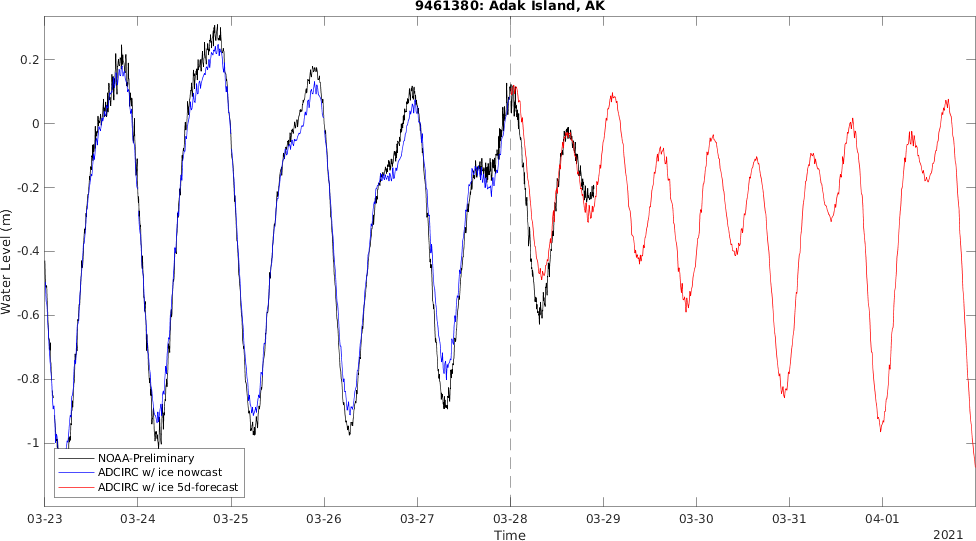 9461380: Adak Island, AK
0.2
0
-0.2
-0.4
-0.6
-0.8
-1
Water Level (m)
NOAA-Preliminary
ADCIRC w/ ice nowcast
ADCIRC w/ ice 5d-forecast
03-23 03-24 03-25 03-26 03-27 03-28 03-29 03-30 03-31 04-01
Time
2021